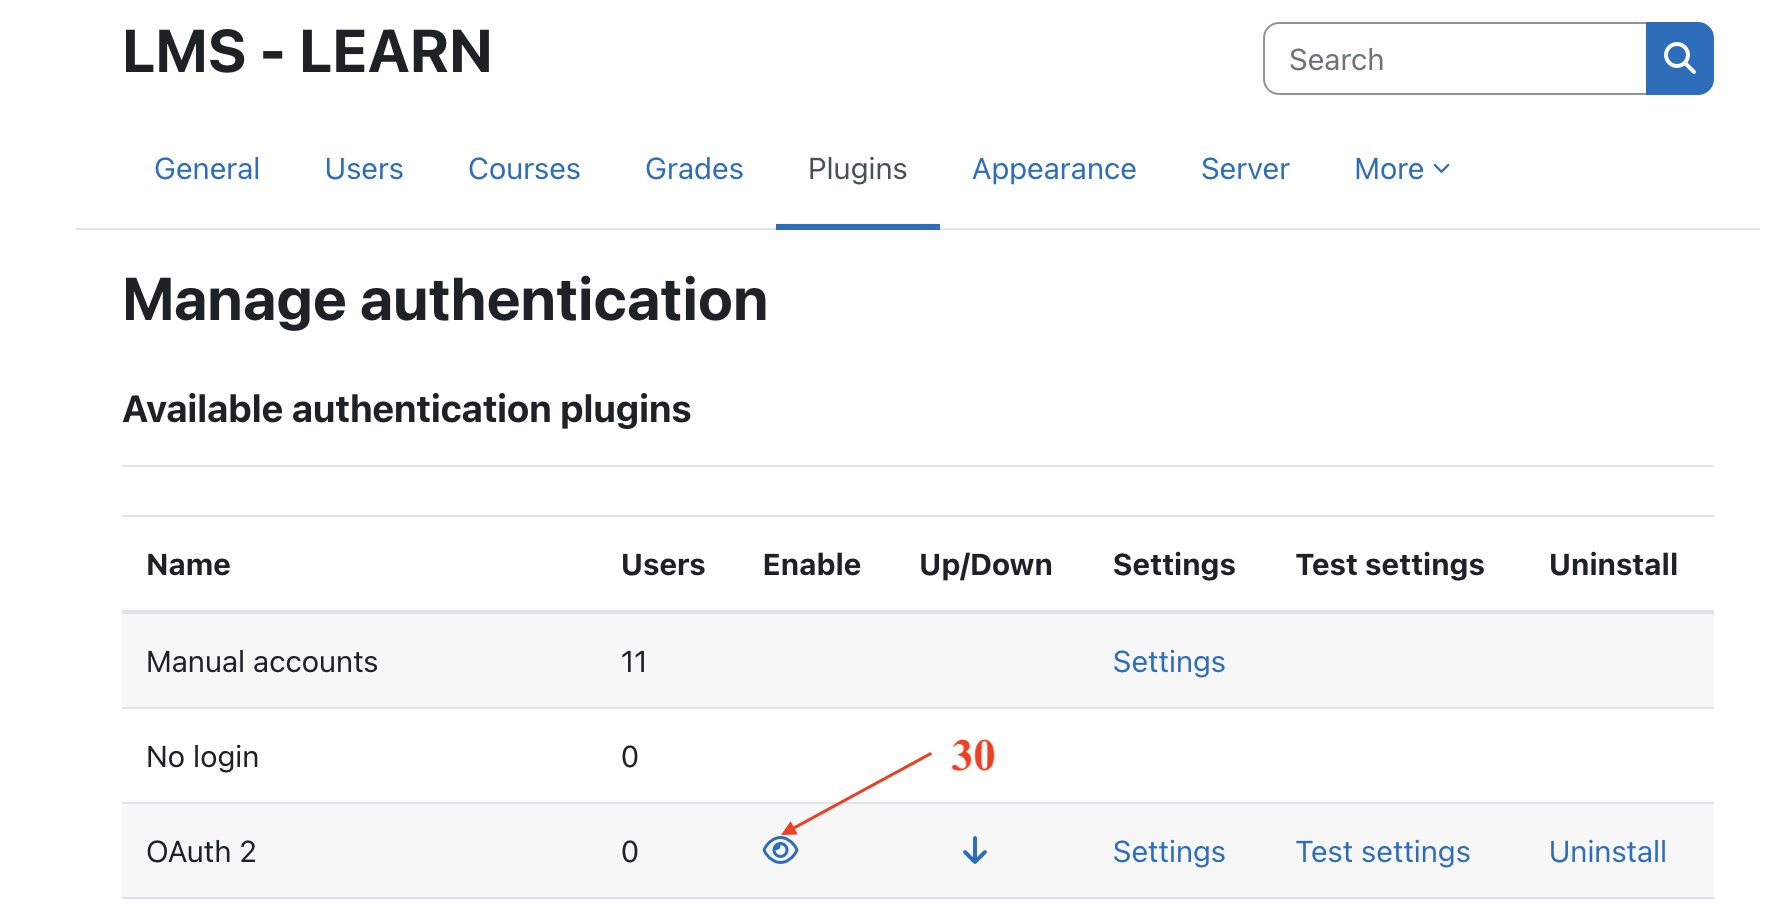 LMS - LEARN
Search
General Users Courses Grades Plugins Appearance Server More
Manage authentication
Available authentication plugins
Name Users Enable Up/Down Settings Test settings Uninstall
Manual accounts 11 Settings
No login 0 30
OAuth 2 0 Settings Test settings Uninstall